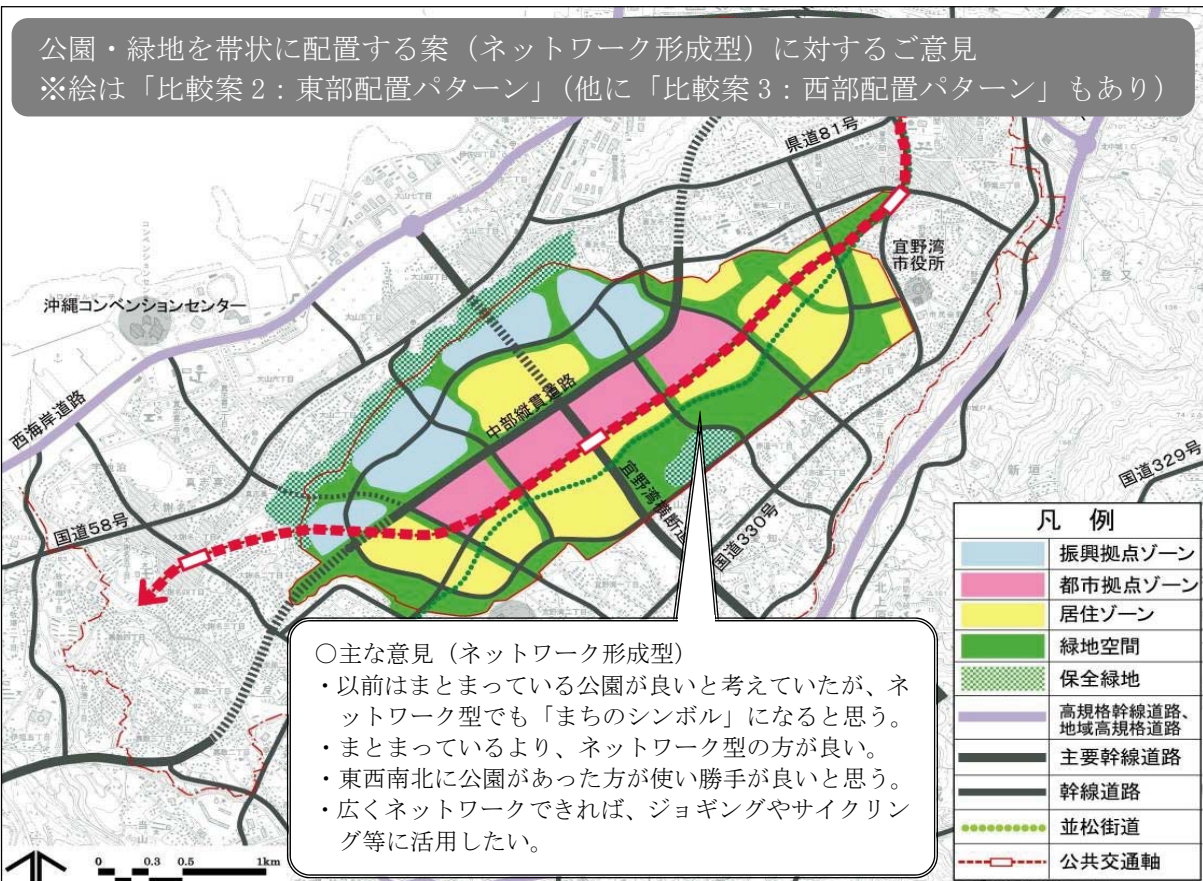 公園・緑地を帯状に配置する案（ネットワーク形成型）に対するご意見
※絵は「比較案２：東部配置パターン」（他に「比較案３：西部配置パターン」もあり）
県道81号
宜野湾
市役所
沖縄コンベンションセンター
コンベンションセンター
西海岸道路
中部縦貫道路
宜野湾横断道
国道58号
国道330号
国道329号
○主な意見（ネットワーク形成型）
・以前はまとまっている公園が良いと考えていたが、ネ
ットワーク型でも「まちのシンボル」になると思う。
・まとまっているより、ネットワーク型の方が良い。
・東西南北に公園があった方が使い勝手が良いと思う。
・広くネットワークできれば、ジョギングやサイクリン
グ等に活用したい。
凡 例
振興拠点ゾーン
都市拠点ゾーン
居住ゾーン
緑地空間
保全緑地
高規格幹線道路、
地域高規格道路
主要幹線道路
幹線道路
並松街道
公共交通軸
0 0.3 0.5 1km